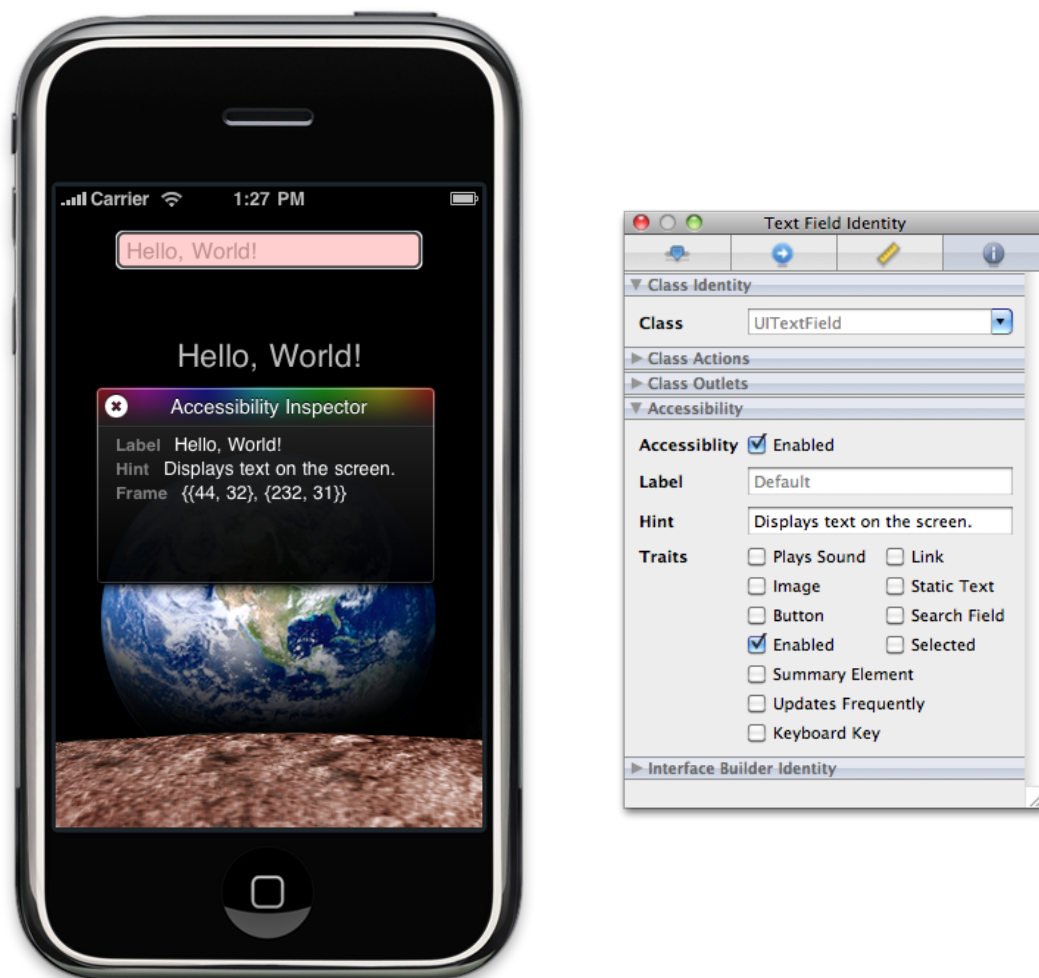 Carrier 1:27 PM
Hello, World!
Hello, World!
Accessibility Inspector
Label Hello, World!
Hint Displays text on the screen.
Frame {{44, 32}, {232, 31}}
Text Field Identity
Class Identity
Class UITextField
Class Actions
Class Outlets
Accessibility
Accessiblity Enabled
Label Default
Hint Displays text on the screen.
Traits Plays Sound Link
Image Static Text
Button Search Field
Enabled Selected
Summary Element
Updates Frequently
Keyboard Key
Interface Builder Identity